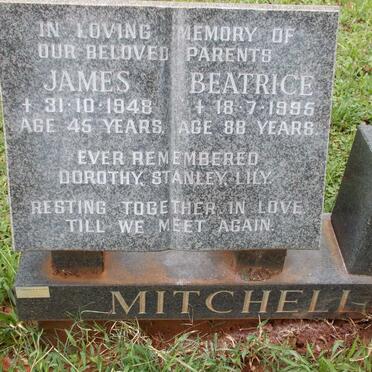 IN LOVING MEMORY OF
OUR BELOVED PARENTS
JAMES BEATRICE
+ 31·10·1948 + 18·7·1995
AGE 45 YEARS. AGE 88 YEARS.
EVER REMEMBERED
DOROTHY, STANLEY, LILY.
RESTING TOGETHER IN LOVE
TILL WE MEET AGAIN.
MITCHELL